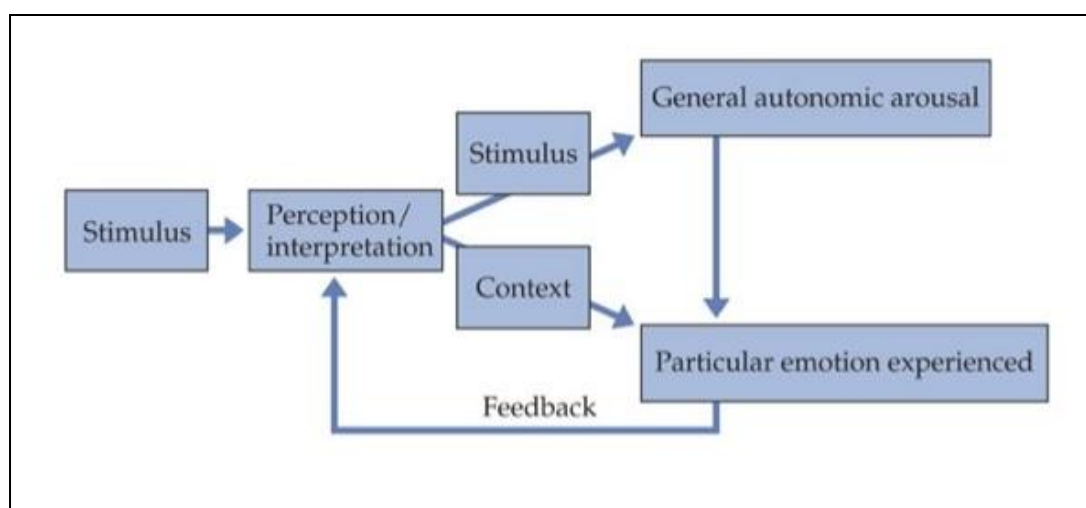 Stimulus
Perception/
interpretation
Stimulus
Context
General autonomic arousal
Particular emotion experienced
Feedback